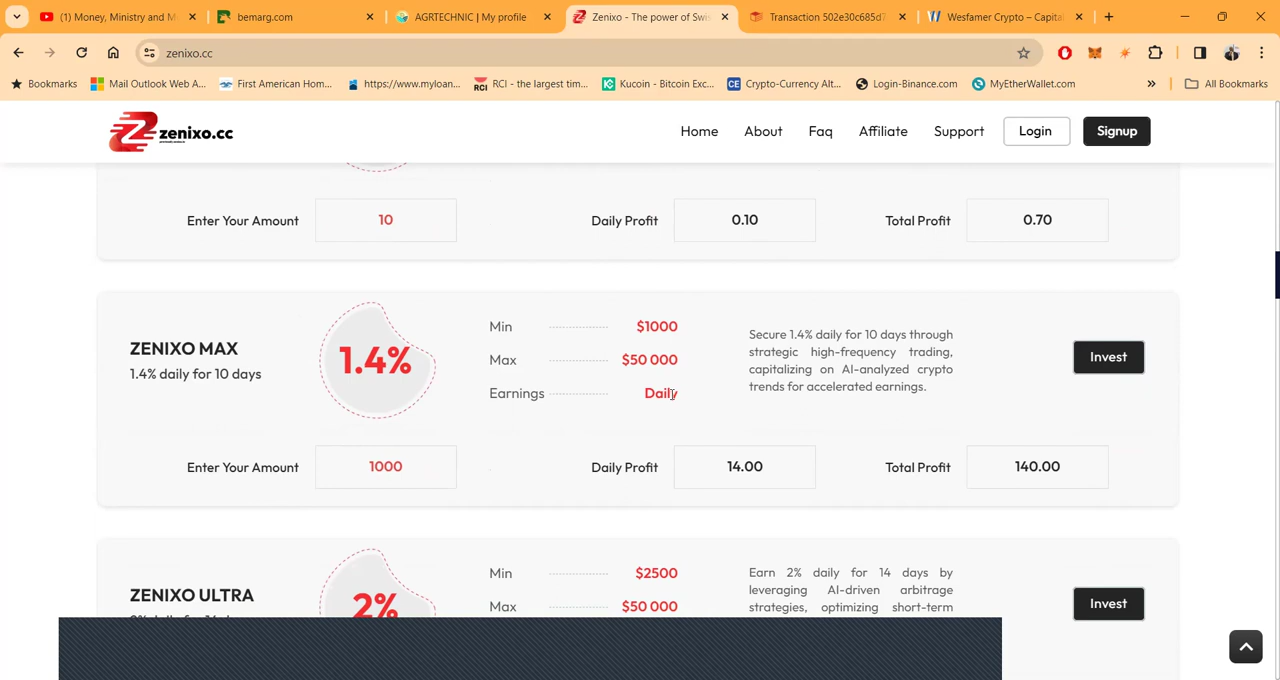 (1) Money, Ministry and M
bemarg.com
AGRTECHNIC | My profile
Zenixo - The power of Swis
Transaction 502e30c685d7
Wesfamer Crypto – Capital
zenixo.cc
Bookmarks
Mail Outlook Web A...
First American Hom...
https://www.myloan...
RCI - the largest tim...
Kucoin - Bitcoin Exc...
Crypto-Currency Alt...
Login-Binance.com
MyEtherWallet.com
All Bookmarks
zenixo.cc
Home
About
Faq
Affiliate
Support
Login
Signup
Enter Your Amount
10
Daily Profit
0.10
Total Profit
0.70
ZENIXO MAX
1.4% daily for 10 days
1.4%
Min $1000
Max $50 000
Earnings Daily
Secure 1.4% daily for 10 days through
strategic high-frequency trading,
capitalizing on AI-analyzed crypto
trends for accelerated earnings.
Invest
Enter Your Amount
1000
Daily Profit
14.00
Total Profit
140.00
ZENIXO ULTRA
2%
Min $2500
Max $50 000
Earn 2% daily for 14 days by
leveraging AI-driven arbitrage
strategies, optimizing short-term
Invest